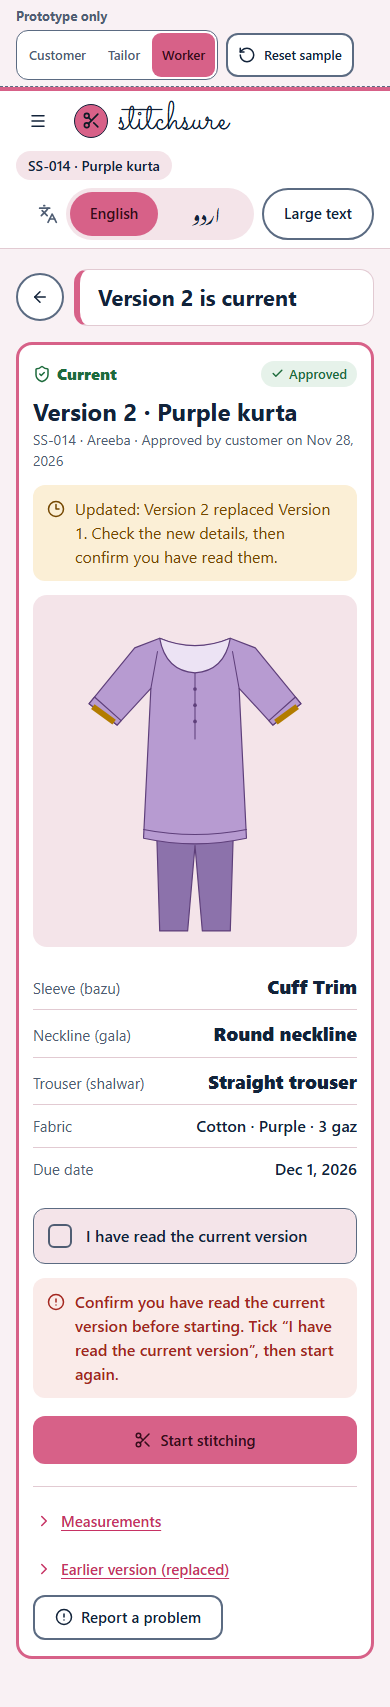 Prototype only
Customer Tailor Worker Reset sample
stitchsure
SS-014 · Purple kurta
English اردو Large text
Version 2 is current
Current Approved
Version 2 · Purple kurta
SS-014 · Areeba · Approved by customer on Nov 28,
2026
Updated: Version 2 replaced Version
1. Check the new details, then
confirm you have read them.
Sleeve (bazu) Cuff Trim
Neckline (gala) Round neckline
Trouser (shalwar) Straight trouser
Fabric Cotton · Purple · 3 gaz
Due date Dec 1, 2026
I have read the current version
Confirm you have read the current
version before starting. Tick “I have
read the current version”, then start
again.
Start stitching
Measurements
Earlier version (replaced)
Report a problem